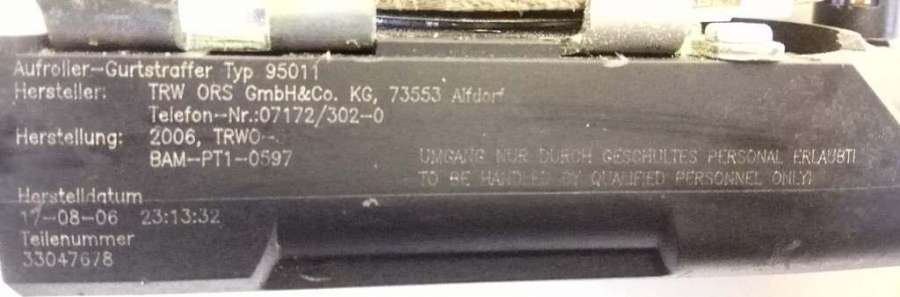 Aufroller-Gurtstraffer Typ 95011
Hersteller: TRW ORS GmbH&Co. KG, 73553 Alfdorf
Telefon-Nr.:07172/302-0
Herstellung: 2006, TRWO-
BAM-PT1-0597
UMGANG NUR DURCH GESCHULTES PERSONAL ERLAUBT!
TO BE HANDLED BY QUALIFIED PERSONNEL ONLY!
Herstelldatum
17-08-06 23:13:32
Teilenummer
33047678